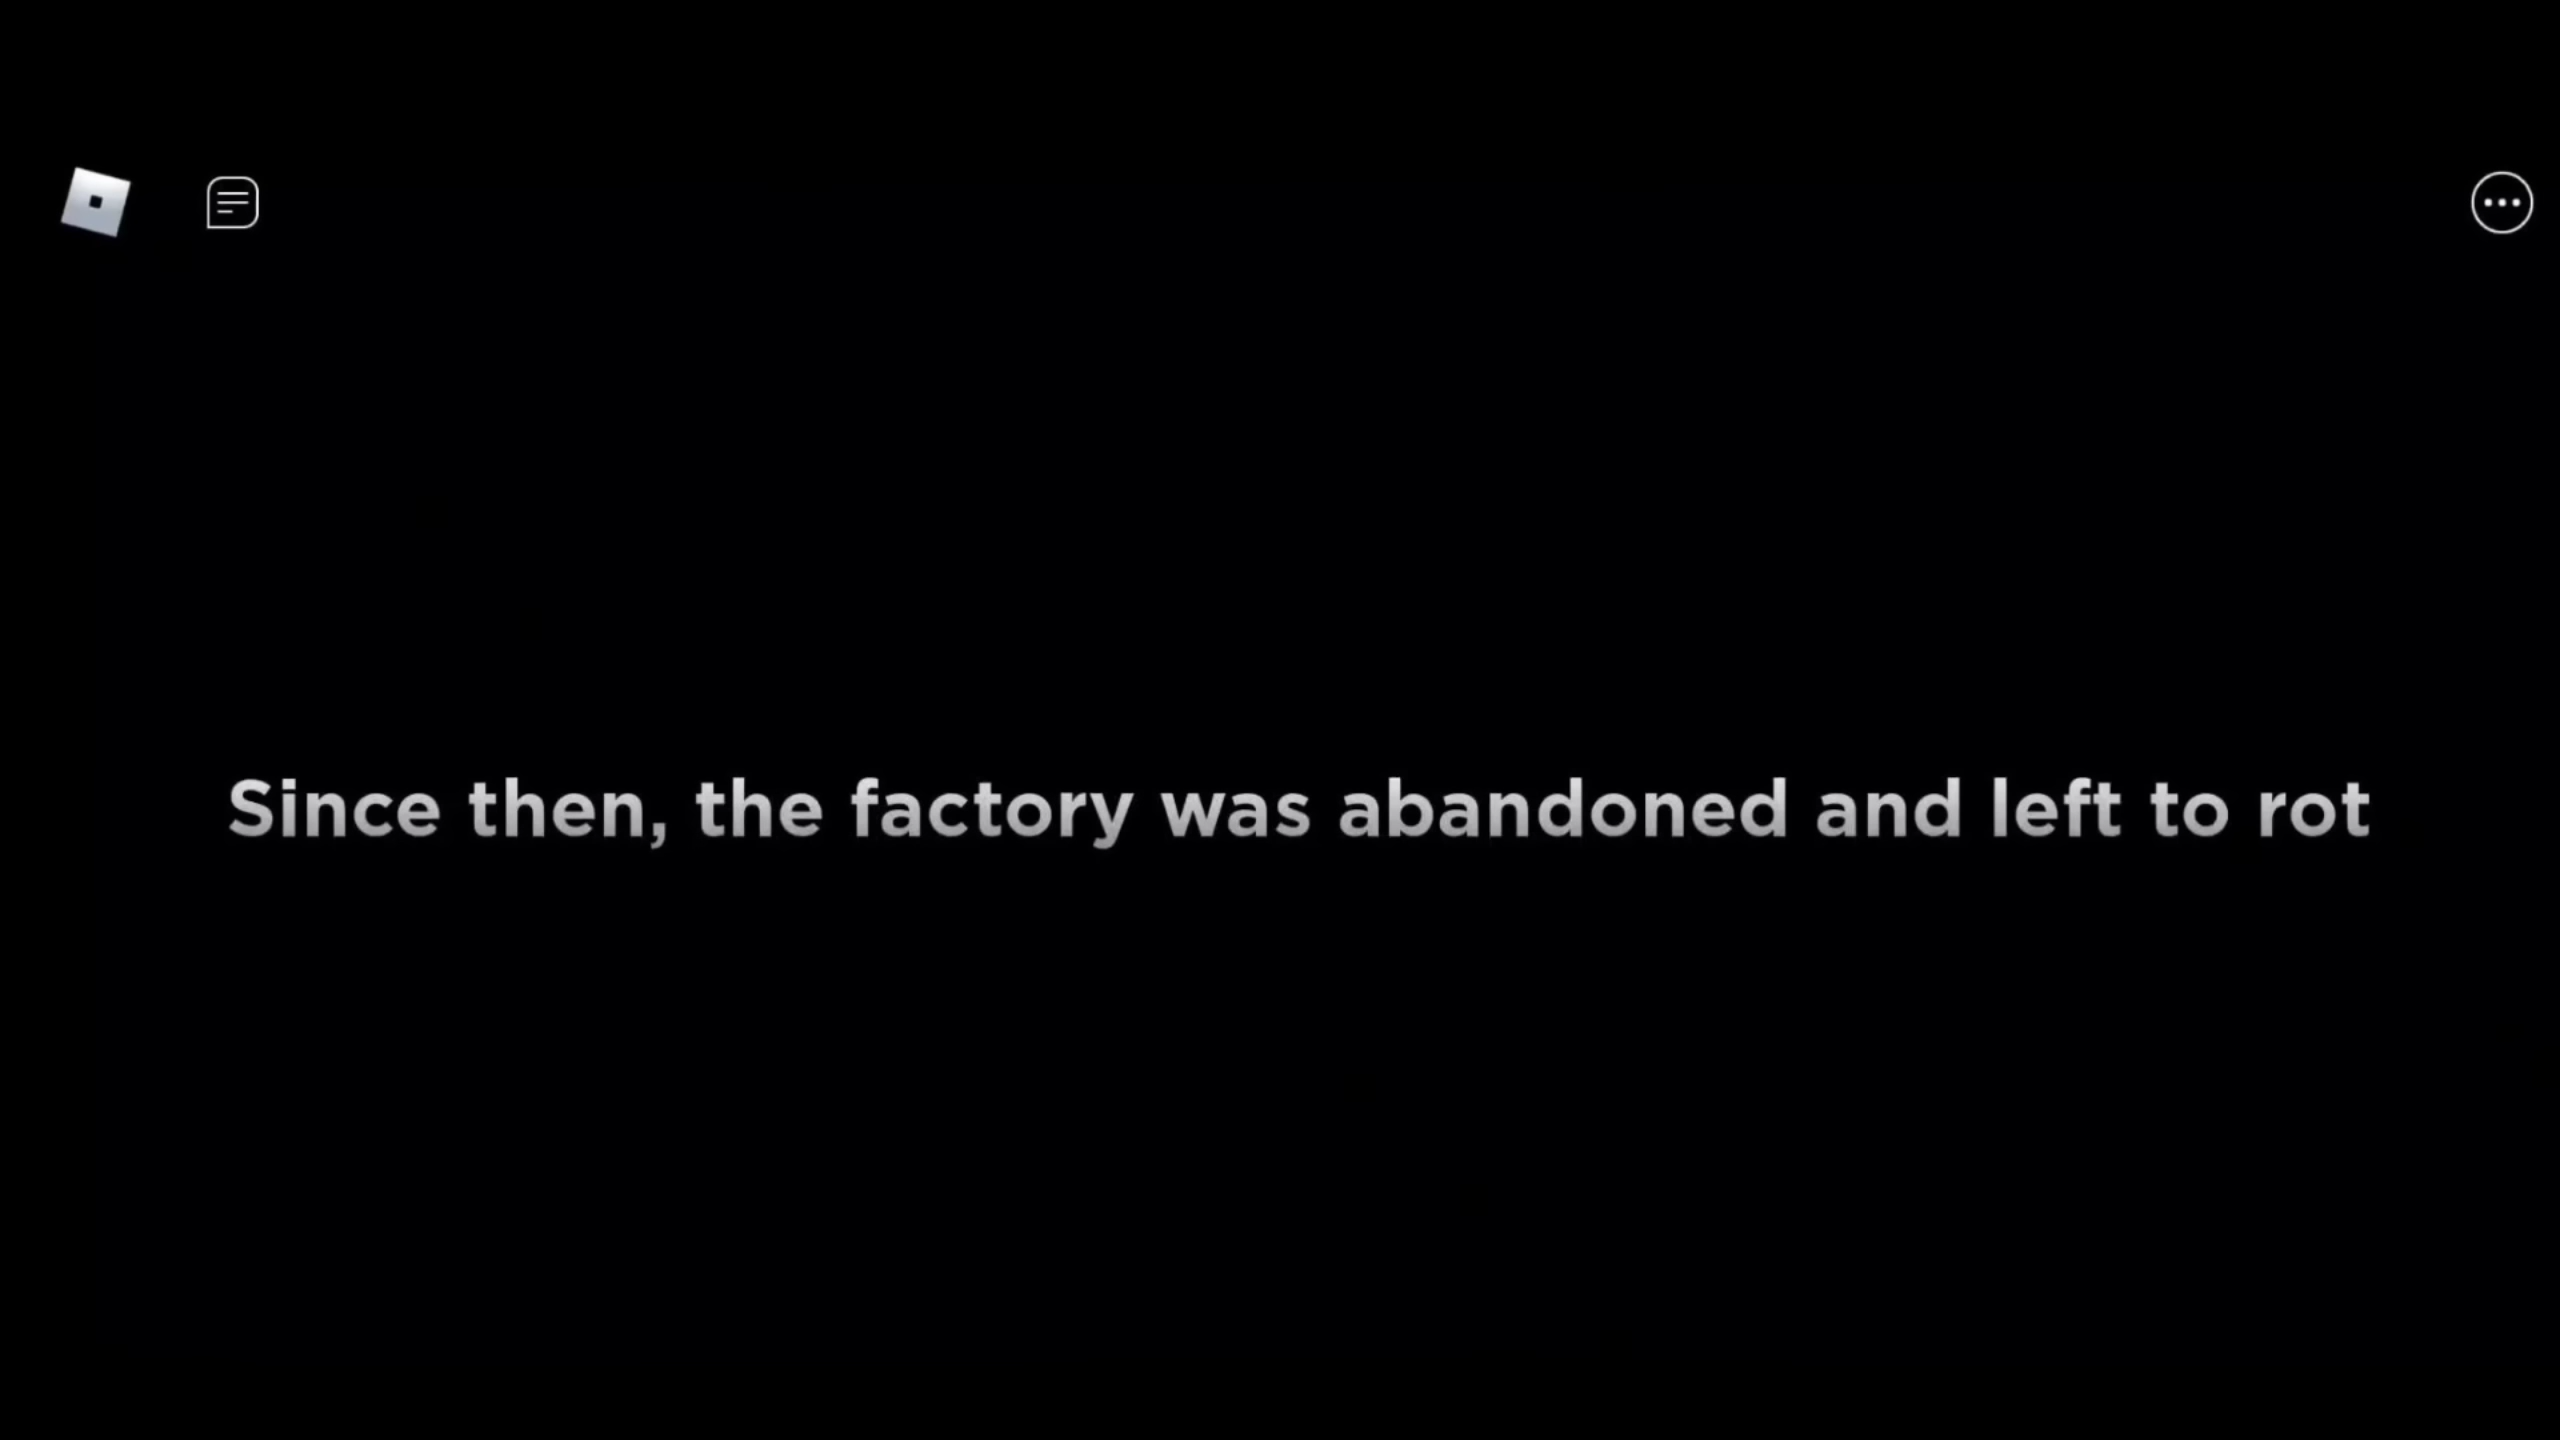 Since then, the factory was abandoned and left to rot